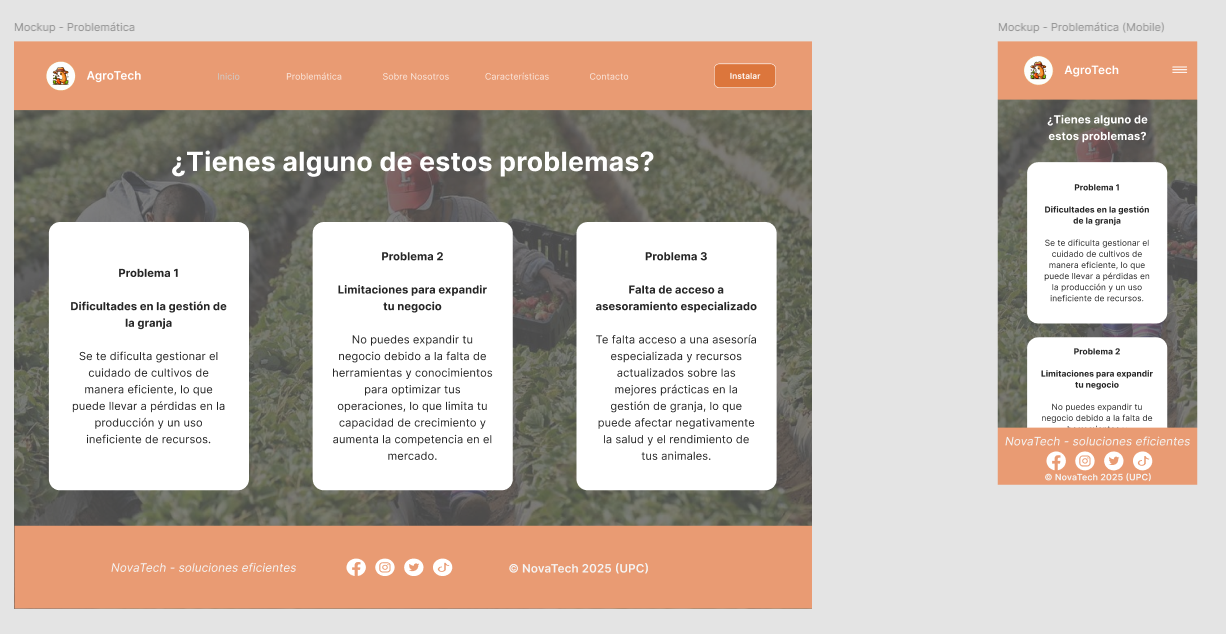 Mockup - Problemática
AgroTech
Inicio
Problemática
Sobre Nosotros
Características
Contacto
Instalar
¿Tienes alguno de estos problemas?
Problema 1
Dificultades en la gestión de
la granja
Se te dificulta gestionar el
cuidado de cultivos de
manera eficiente, lo que
puede llevar a pérdidas en la
producción y un uso
ineficiente de recursos.
Problema 2
Limitaciones para expandir
tu negocio
No puedes expandir tu
negocio debido a la falta de
herramientas y conocimientos
para optimizar tus
operaciones, lo que limita tu
capacidad de crecimiento y
aumenta la competencia en el
mercado.
Problema 3
Falta de acceso a
asesoramiento especializado
Te falta acceso a una asesoría
especializada y recursos
actualizados sobre las
mejores prácticas en la
gestión de granja, lo que
puede afectar negativamente
la salud y el rendimiento de
tus animales.
NovaTech - soluciones eficientes
© NovaTech 2025 (UPC)
Mockup - Problemática (Mobile)
AgroTech
¿Tienes alguno de
estos problemas?
Problema 1
Dificultades en la gestión
de la granja
Se te dificulta gestionar el
cuidado de cultivos de
manera eficiente, lo que
puede llevar a pérdidas en
la producción y un uso
ineficiente de recursos.
Problema 2
Limitaciones para expandir
tu negocio
No puedes expandir tu
negocio debido a la falta de
NovaTech - soluciones eficientes
© NovaTech 2025 (UPC)